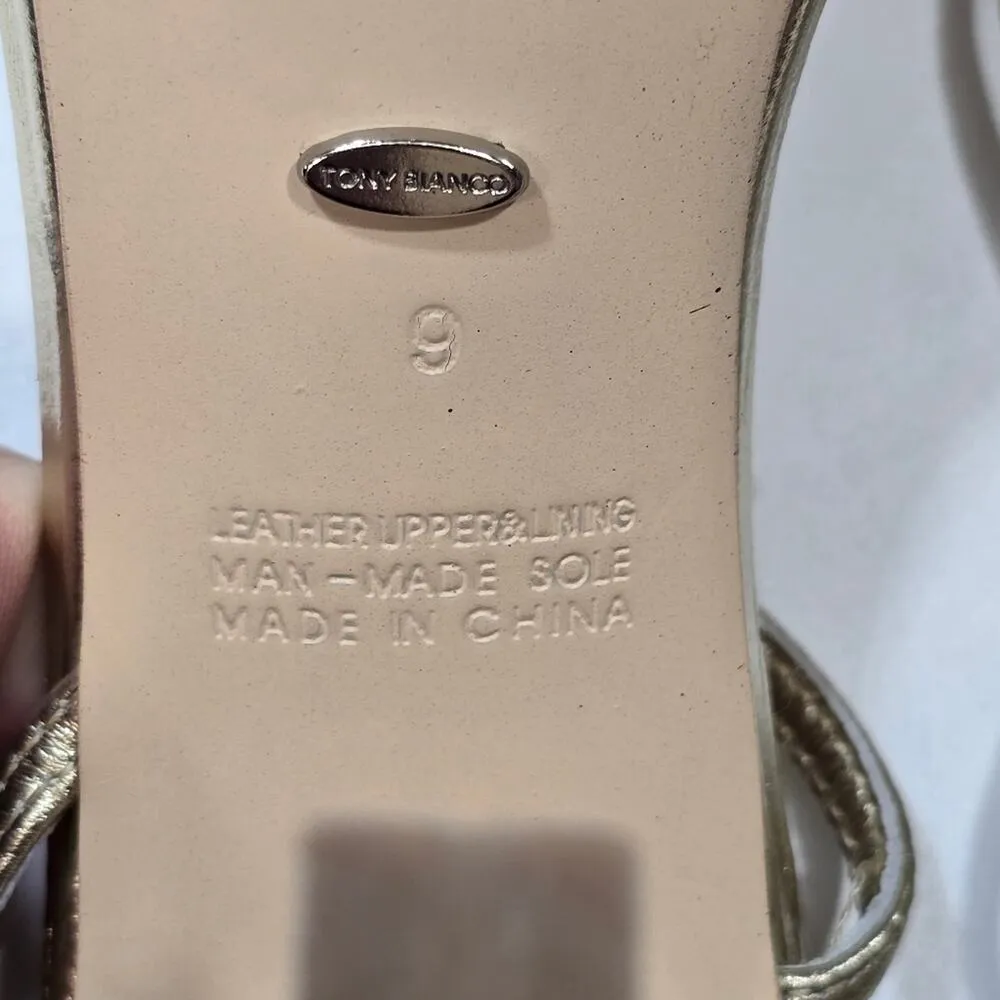 TONY BIANCO
9
LEATHER UPPER&LINING
MAN-MADE SOLE
MADE IN CHINA